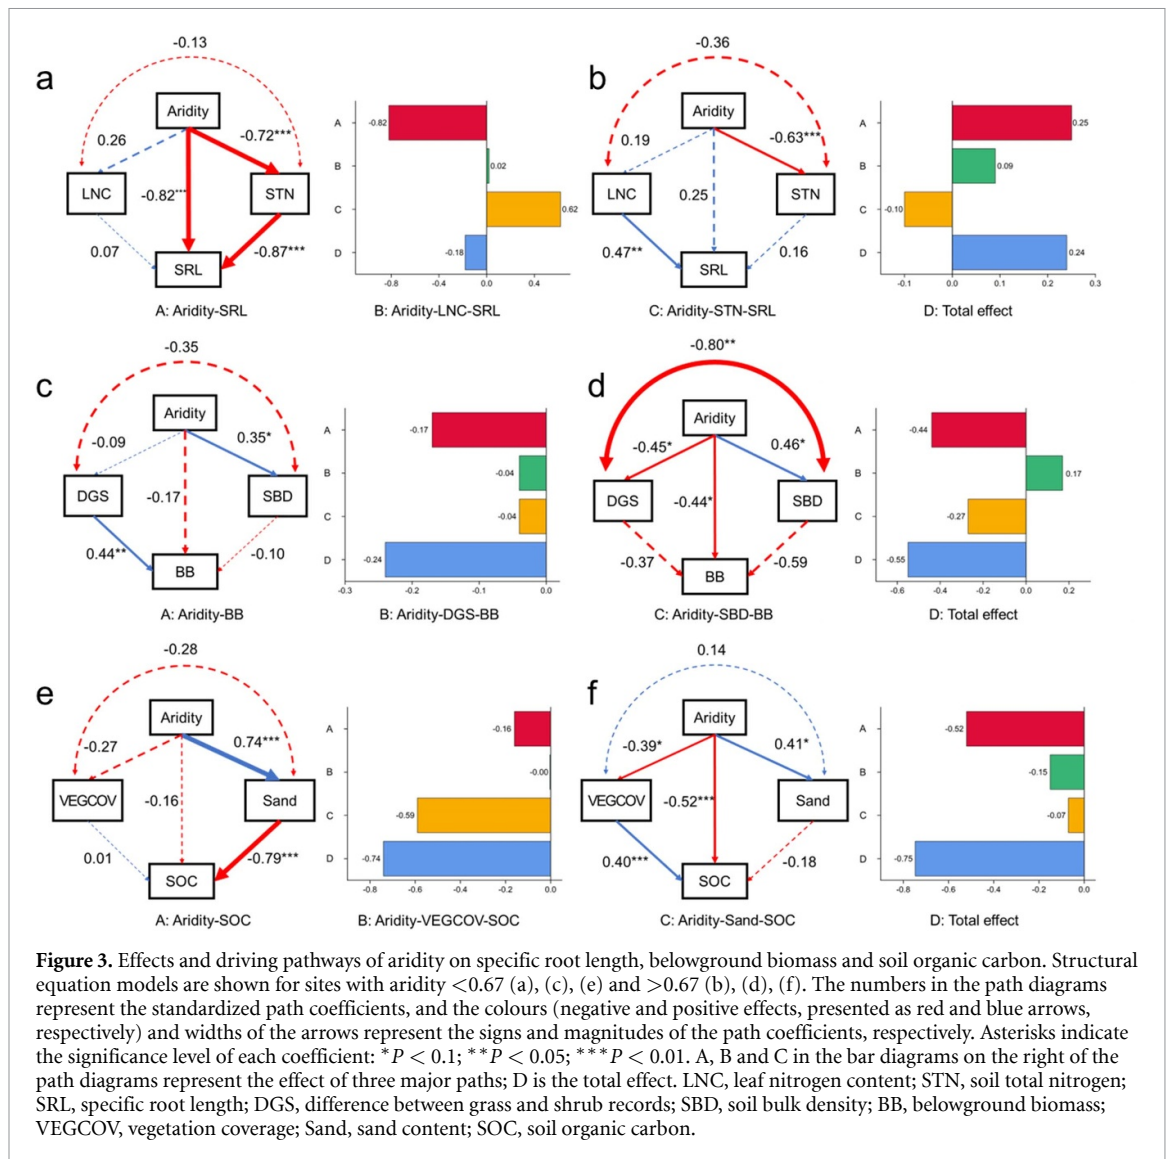 -0.13
a
Aridity
0.26
-0.72***
LNC
-0.82***
STN
0.07
-0.87***
SRL
A
-0.82
B
0.02
C
0.62
D
-0.18
-0.8 -0.4 0.0 0.4
-0.36
b
Aridity
0.19
-0.63***
LNC
0.25
STN
0.47**
0.16
SRL
A
0.25
B
0.09
C
-0.10
D
0.24
-0.1 0.0 0.1 0.2 0.3
A: Aridity-SRL B: Aridity-LNC-SRL C: Aridity-STN-SRL D: Total effect
-0.35
c
Aridity
-0.09
0.35*
DGS
-0.17
SBD
0.44**
-0.10
BB
A
-0.17
B
-0.04
C
-0.04
D
-0.24
-0.3 -0.2 -0.1 0.0
-0.80**
d
Aridity
-0.45*
0.46*
DGS
-0.44*
SBD
-0.37
-0.59
BB
A
-0.44
B
0.17
C
-0.27
D
-0.55
-0.6 -0.4 -0.2 0.0 0.2
A: Aridity-BB B: Aridity-DGS-BB C: Aridity-SBD-BB D: Total effect
-0.28
e
Aridity
-0.27
0.74***
VEGCOV
-0.16
Sand
0.01
-0.79***
SOC
A
-0.16
B
-0.00
C
-0.59
D
-0.74
-0.8 -0.6 -0.4 -0.2 0.0
0.14
f
Aridity
-0.39*
0.41*
VEGCOV
-0.52***
Sand
0.40***
-0.18
SOC
A
-0.52
B
-0.15
C
-0.07
D
-0.75
-0.8 -0.6 -0.4 -0.2 0.0
A: Aridity-SOC B: Aridity-VEGCOV-SOC C: Aridity-Sand-SOC D: Total effect
Figure 3. Effects and driving pathways of aridity on specific root length, belowground biomass and soil organic carbon. Structural
equation models are shown for sites with aridity <0.67 (a), (c), (e) and >0.67 (b), (d), (f). The numbers in the path diagrams
represent the standardized path coefficients, and the colours (negative and positive effects, presented as red and blue arrows,
respectively) and widths of the arrows represent the signs and magnitudes of the path coefficients, respectively. Asterisks indicate
the significance level of each coefficient: *P < 0.1; **P < 0.05; ***P < 0.01. A, B and C in the bar diagrams on the right of the
path diagrams represent the effect of three major paths; D is the total effect. LNC, leaf nitrogen content; STN, soil total nitrogen;
SRL, specific root length; DGS, difference between grass and shrub records; SBD, soil bulk density; BB, belowground biomass;
VEGCOV, vegetation coverage; Sand, sand content; SOC, soil organic carbon.